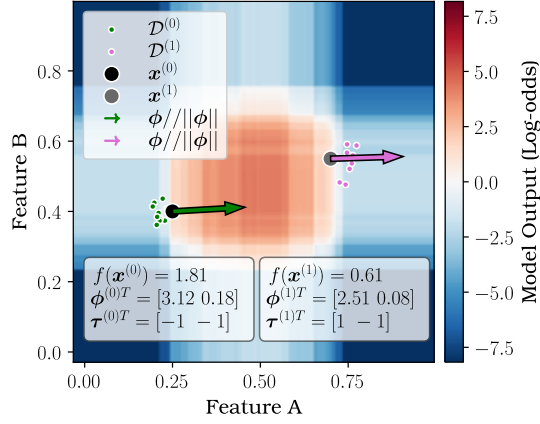 𝒟⁽⁰⁾
𝒟⁽¹⁾
𝒙⁽⁰⁾
𝒙⁽¹⁾
ϕ//||ϕ||
ϕ//||ϕ||
f(𝒙⁽⁰⁾) = 1.81
ϕ⁽⁰⁾ᵀ = [3.12 0.18]
τ⁽⁰⁾ᵀ = [−1 −1]
f(𝒙⁽¹⁾) = 0.61
ϕ⁽¹⁾ᵀ = [2.51 0.08]
τ⁽¹⁾ᵀ = [1 −1]
0.8
0.6
0.4
0.2
0.0
Feature B
0.00 0.25 0.50 0.75
Feature A
7.5
5.0
2.5
0.0
−2.5
−5.0
−7.5
Model Output (Log-odds)